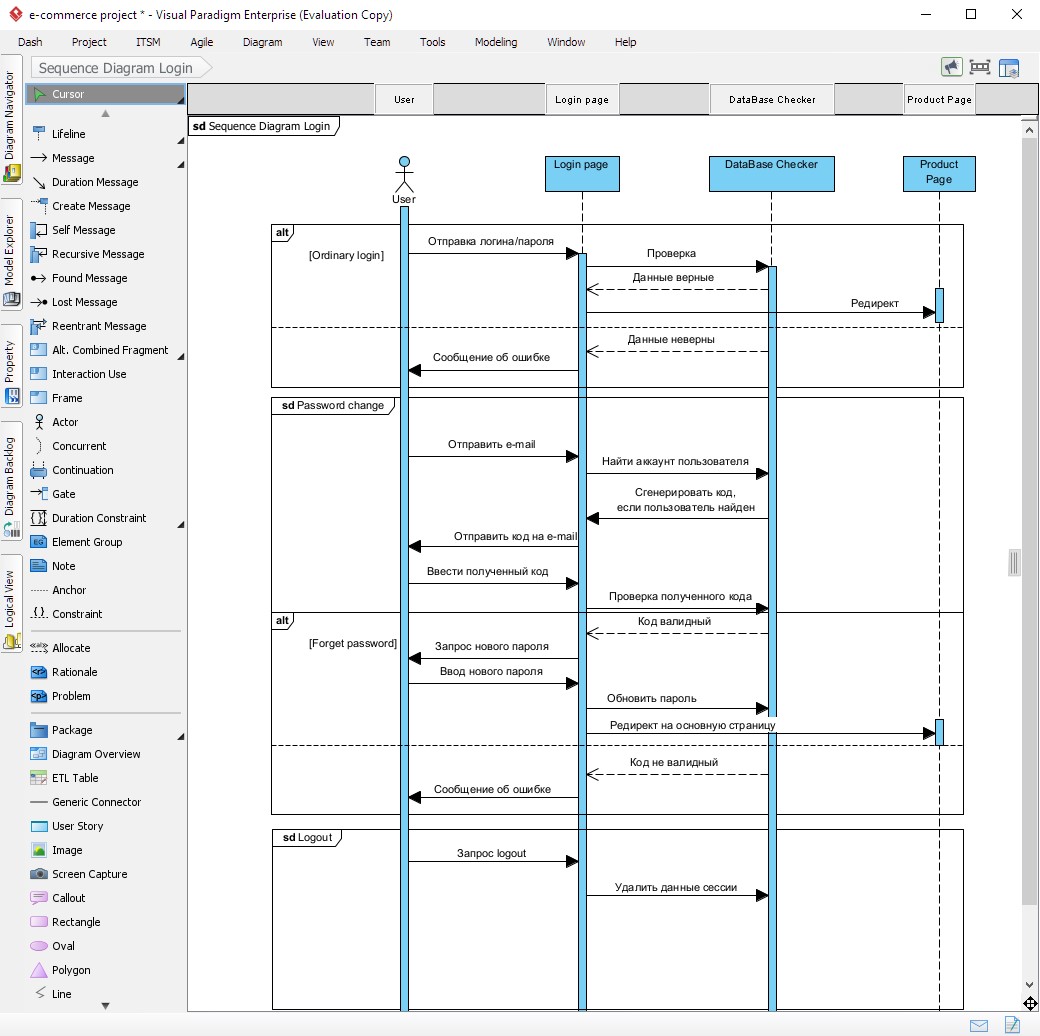 e-commerce project * - Visual Paradigm Enterprise (Evaluation Copy)
Dash Project ITSM Agile Diagram View Team Tools Modeling Window Help
Sequence Diagram Login
Diagram Navigator
Model Explorer
Property
Diagram Backlog
Logical View
Cursor
Lifeline
Message
Duration Message
Create Message
Self Message
Recursive Message
Found Message
Lost Message
Reentrant Message
Alt. Combined Fragment
Interaction Use
Frame
Actor
Concurrent
Continuation
Gate
Duration Constraint
Element Group
Note
Anchor
Constraint
Allocate
Rationale
Problem
Package
Diagram Overview
ETL Table
Generic Connector
User Story
Image
Screen Capture
Callout
Rectangle
Oval
Polygon
Line
User Login page DataBase Checker Product Page
sd Sequence Diagram Login
User
Login page
DataBase Checker
Product
Page
alt
[Ordinary login]
Отправка логина/пароля
Проверка
Данные верные
Редирект
Данные неверны
Сообщение об ошибке
sd Password change
Отправить e-mail
Найти аккаунт пользователя
Сгенерировать код,
если пользователь найден
Отправить код на e-mail
Ввести полученный код
Проверка полученного кода
alt
Код валидный
[Forget password]
Запрос нового пароля
Ввод нового пароля
Обновить пароль
Редирект на основную страницу
Код не валидный
Сообщение об ошибке
sd Logout
Запрос logout
Удалить данные сессии